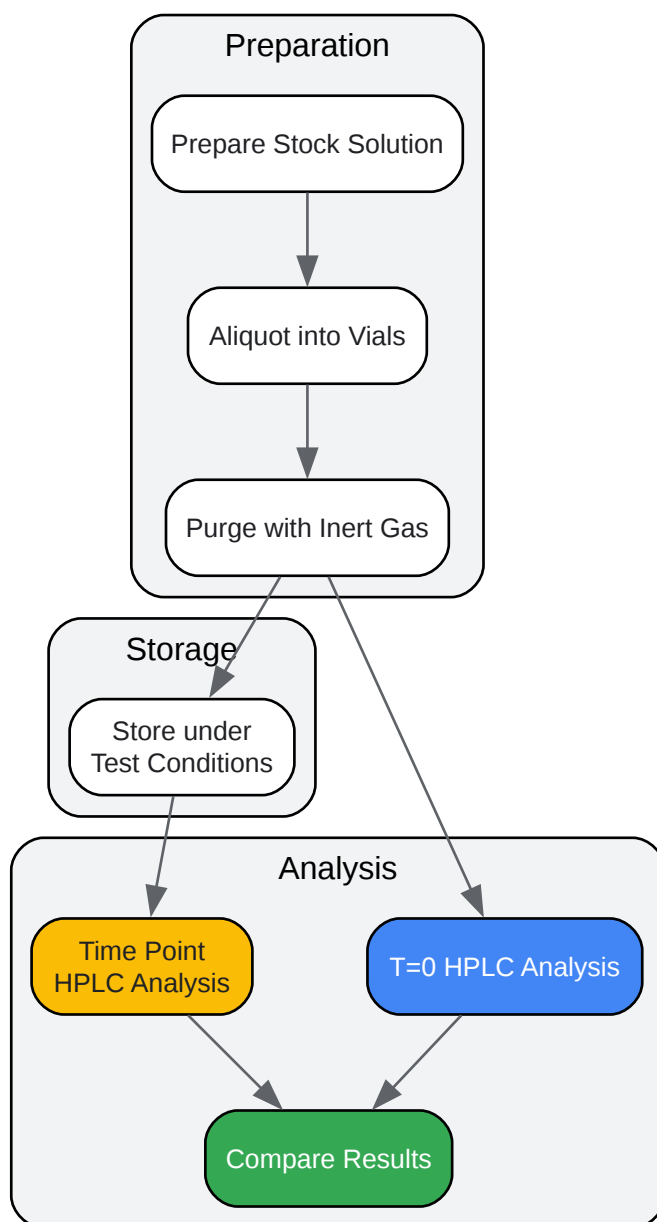 Preparation
Prepare Stock Solution
Aliquot into Vials
Purge with Inert Gas
Storage
Store under
Test Conditions
Analysis
Time Point
HPLC Analysis
T=0 HPLC Analysis
Compare Results